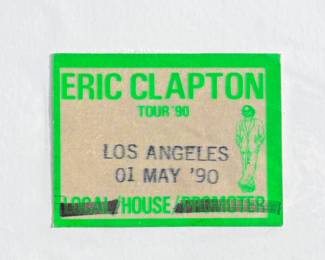 ERIC CLAPTON
TOUR '90
LOS ANGELES
01 MAY '90
LOCAL/HOUSE/PROMOTER